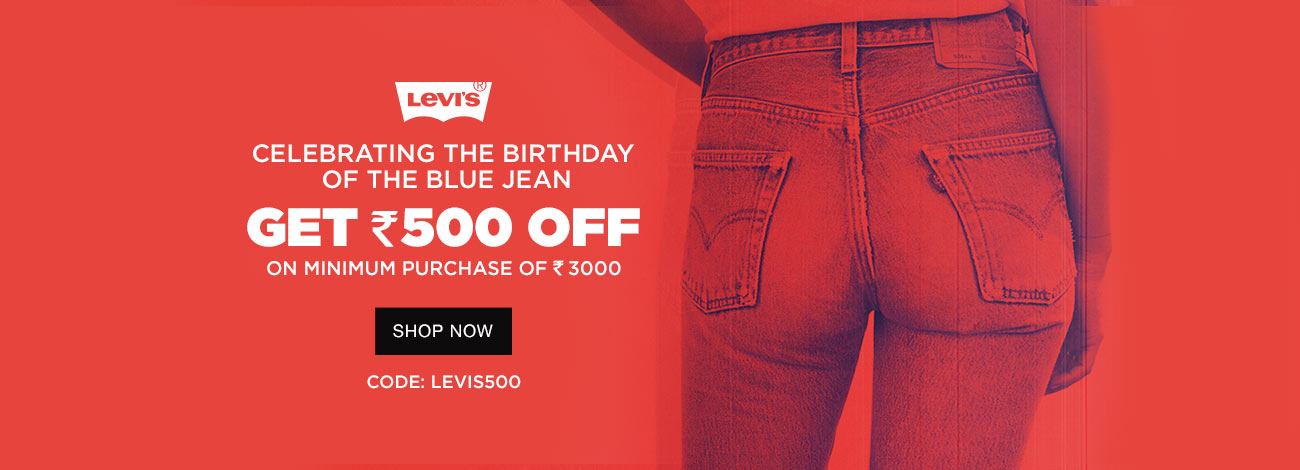 LEVI'S®
CELEBRATING THE BIRTHDAY
OF THE BLUE JEAN
GET ₹500 OFF
ON MINIMUM PURCHASE OF ₹ 3000
SHOP NOW
CODE: LEVIS500